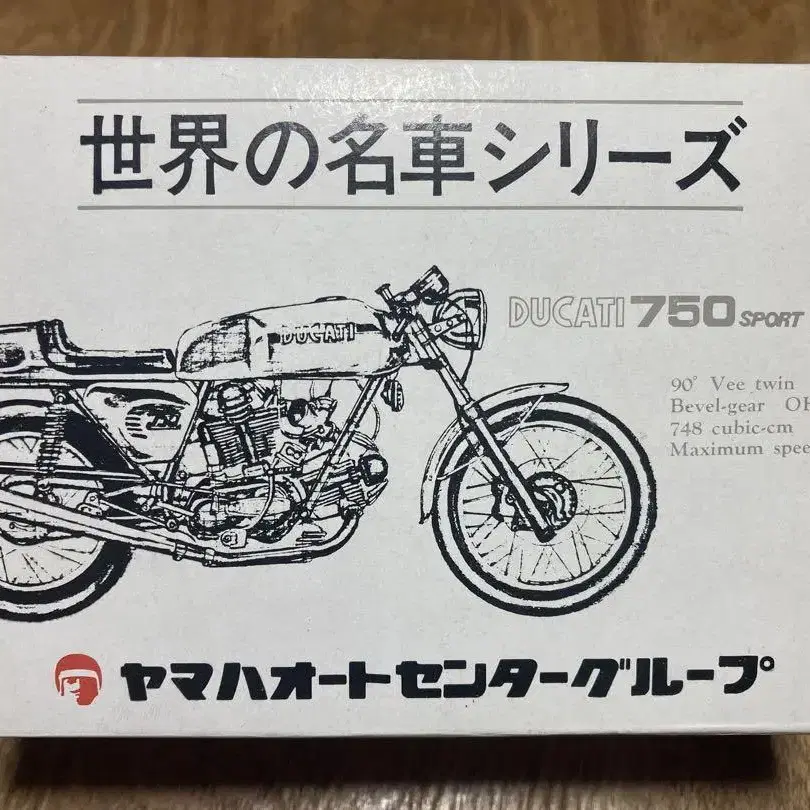 世界の名車シリーズ
DUCATI 750 SPORT
DUCATI
750
90° Vee twin
Bevel-gear
748 cubic-cm
Maximum
ヤマハオートセンターグループ